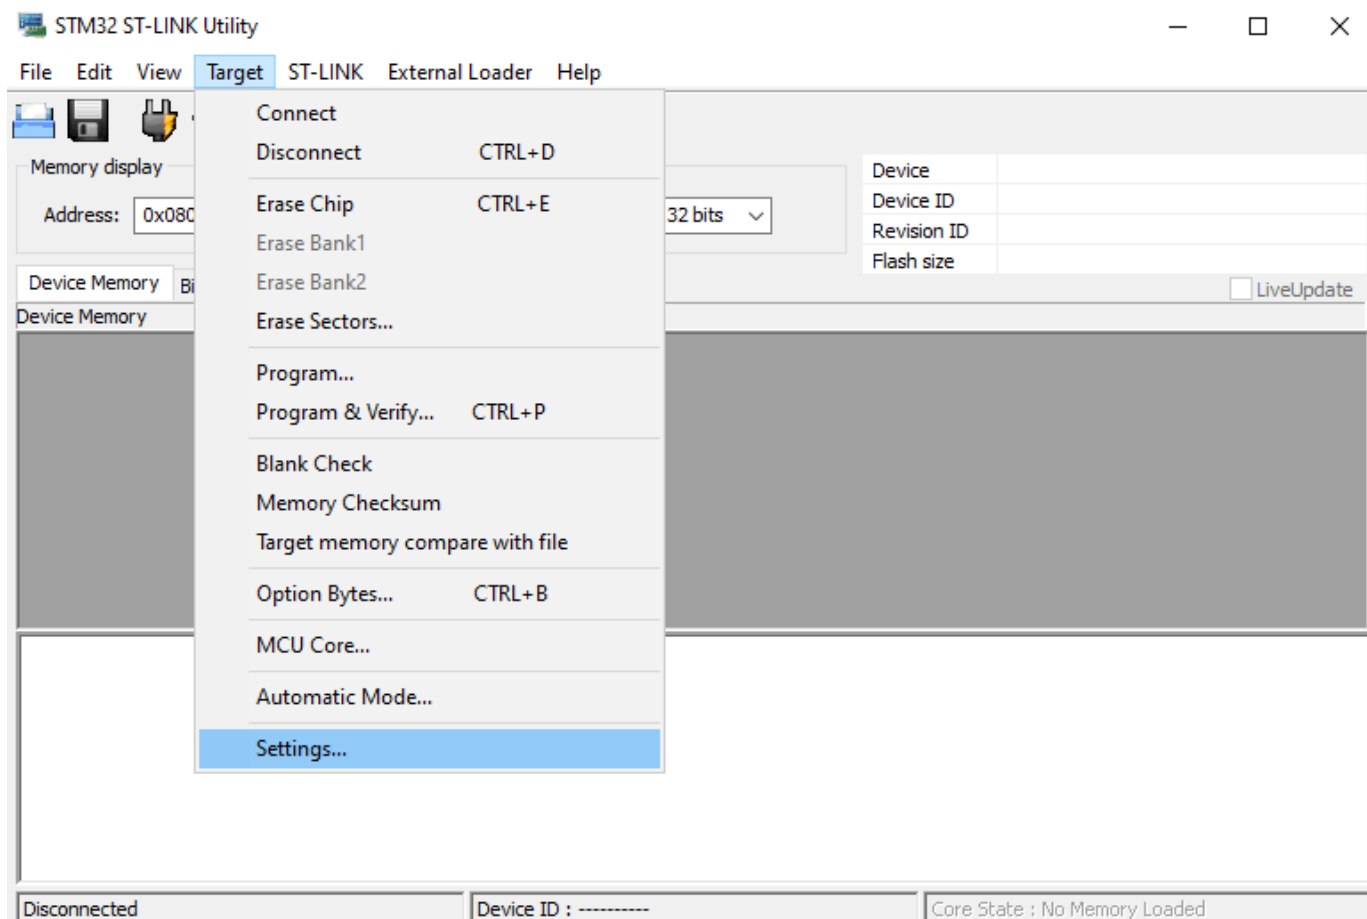 STM32 ST-LINK Utility
File Edit View Target ST-LINK External Loader Help
Connect
Disconnect CTRL+D
Erase Chip CTRL+E
Erase Bank1
Erase Bank2
Erase Sectors...
Program...
Program & Verify... CTRL+P
Blank Check
Memory Checksum
Target memory compare with file
Option Bytes... CTRL+B
MCU Core...
Automatic Mode...
Settings...
Memory display
Address: 0x080
32 bits
Device
Device ID
Revision ID
Flash size
LiveUpdate
Device Memory Bi
Device Memory
Disconnected
Device ID : ----------
Core State : No Memory Loaded